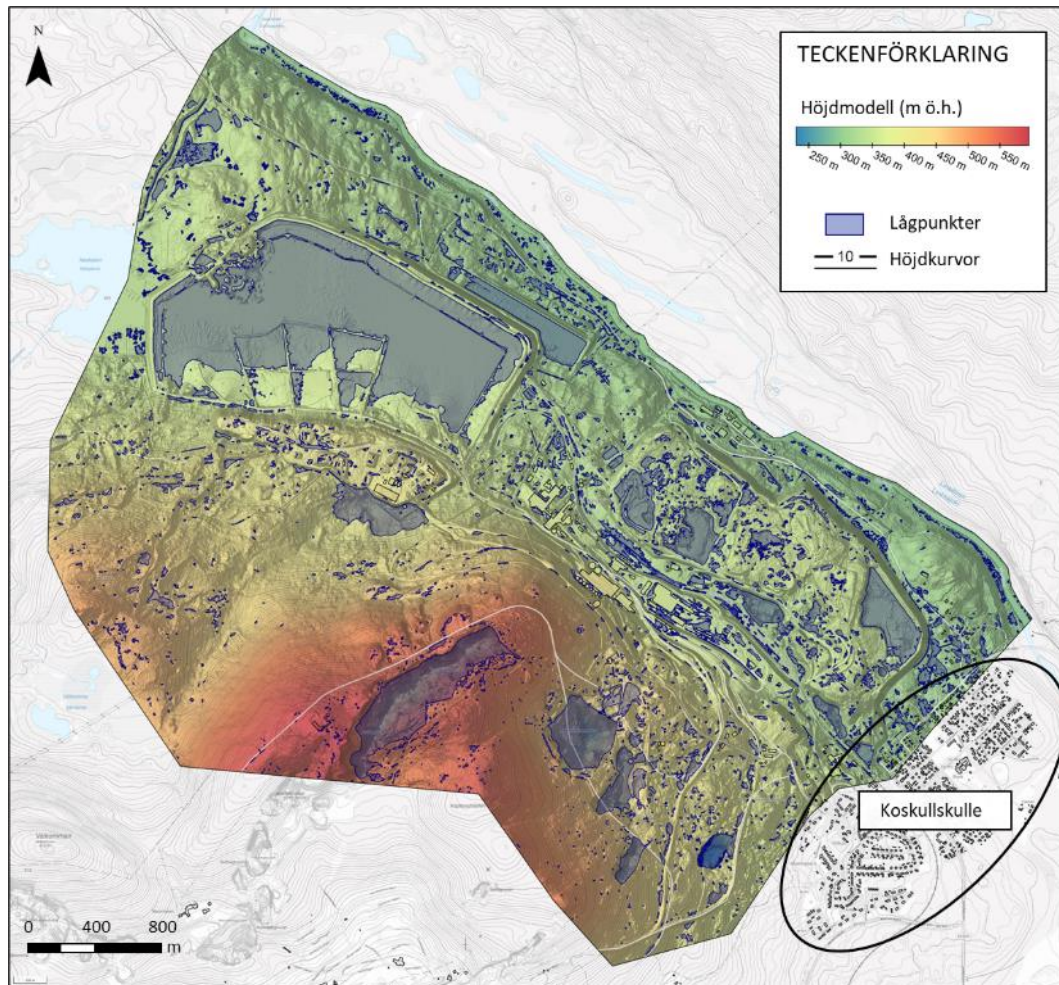 N
TECKENFÖRKLARING
Höjdmodell (m ö.h.)
250 m 300 m 350 m 400 m 450 m 500 m 550 m
Lågpunkter
10 Höjdkurvor
Koskullskulle
0 400 800
m